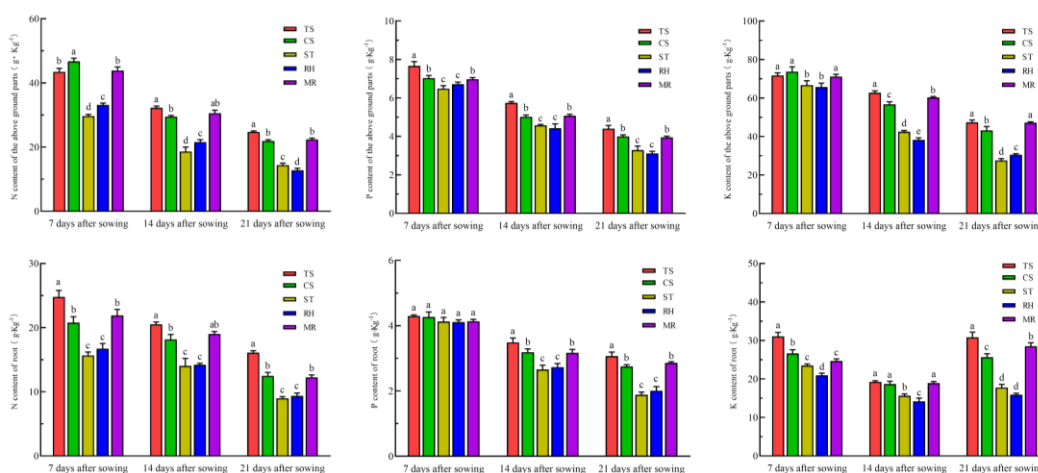 N content of the above ground parts（ g· Kg⁻¹）
60
40
20
0
b a d c b
a b d c ab
a b c d b
TS
CS
ST
RH
MR
7 days after sowing 14 days after sowing 21 days after sowing
P content of the above ground parts（ g·Kg⁻¹）
10
8
6
4
2
0
a b c c b
a b c c b
a b c c b
TS
CS
ST
RH
MR
7 days after sowing 14 days after sowing 21 days after sowing
K content of the above ground parts（ g·Kg⁻¹）
100
80
60
40
20
0
a a b b a
a c d e b
a b d c a
TS
CS
ST
RH
MR
7 days after sowing 14 days after sowing 21 days after sowing
N content of root（ g·Kg⁻¹）
30
20
10
0
a b c c b
a b c c ab
a b c c b
TS
CS
ST
RH
MR
7 days after sowing 14 days after sowing 21 days after sowing
P content of root（ g·Kg⁻¹）
6
4
2
0
a a a a a
a b c c b
a b c c b
TS
CS
ST
RH
MR
7 days after sowing 14 days after sowing 21 days after sowing
K content of root（ g·Kg⁻¹）
50
40
30
20
10
0
a b c d c
a a b c a
a c d d b
TS
CS
ST
RH
MR
7 days after sowing 14 days after sowing 21 days after sowing